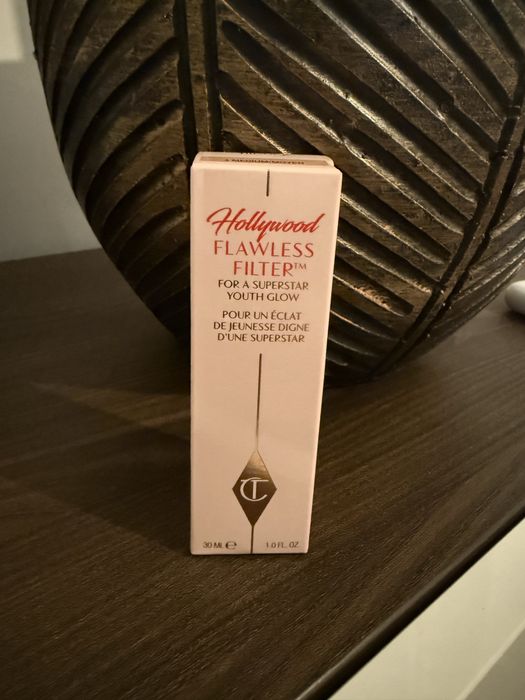 Hollywood
FLAWLESS
FILTER™
FOR A SUPERSTAR
YOUTH GLOW
POUR UN ÉCLAT
DE JEUNESSE DIGNE
D'UNE SUPERSTAR
CT
30 ML ℮ 1.0 FL. OZ